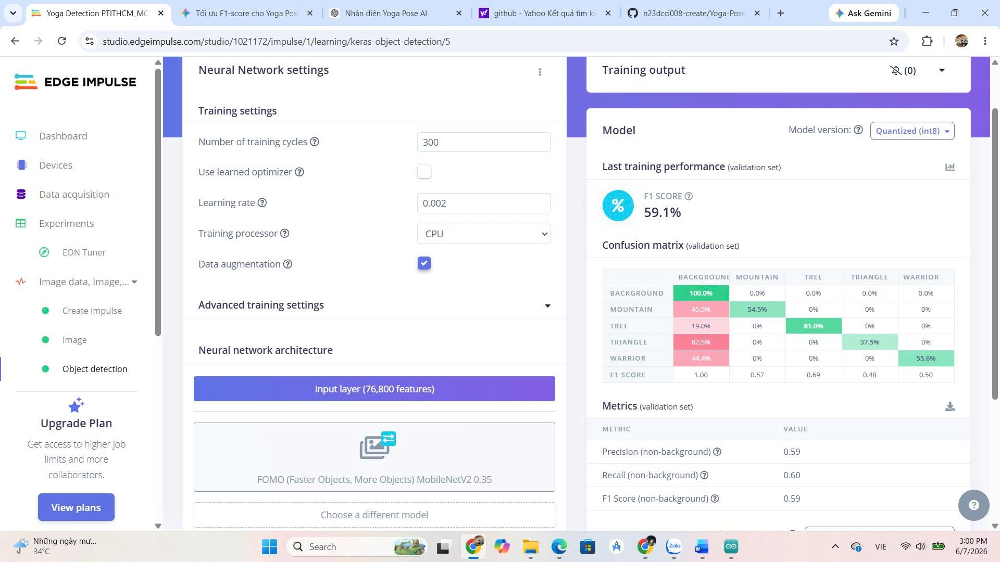 Yoga Detection PTITHCM_MC
Tối ưu F1-score cho Yoga Pos
Nhận diện Yoga Pose AI
github - Yahoo Kết quả tìm ki
n23dcci008-create/Yoga-Pose
Ask Gemini
studio.edgeimpulse.com/studio/1021172/impulse/1/learning/keras-object-detection/5
EDGE IMPULSE
Dashboard
Devices
Data acquisition
Experiments
EON Tuner
Image data, Image,...
Create impulse
Image
Object detection
Upgrade Plan
Get access to higher job
limits and more
collaborators.
View plans
Neural Network settings
Training settings
Number of training cycles ?
300
Use learned optimizer ?
Learning rate ?
0.002
Training processor ?
CPU
Data augmentation ?
Advanced training settings
Neural network architecture
Input layer (76,800 features)
FOMO (Faster Objects, More Objects) MobileNetV2 0.35
Choose a different model
Training output
(0)
Model
Model version: ?
Quantized (int8)
Last training performance (validation set)
%
F1 SCORE ?
59.1%
Confusion matrix (validation set)
BACKGROUND MOUNTAIN TREE TRIANGLE WARRIOR
BACKGROUND 100.0% 0.0% 0.0% 0.0% 0.0%
MOUNTAIN 45.5% 54.5% 0% 0% 0%
TREE 19.0% 0% 81.0% 0% 0%
TRIANGLE 62.5% 0% 0% 37.5% 0%
WARRIOR 44.4% 0% 0% 0% 55.6%
F1 SCORE 1.00 0.57 0.69 0.48 0.50
Metrics (validation set)
METRIC VALUE
Precision (non-background) ? 0.59
Recall (non-background) ? 0.60
F1 Score (non-background) ? 0.59
?
Những ngày mư...
34°C
Search
Zalo
VIE
3:00 PM
6/7/2026